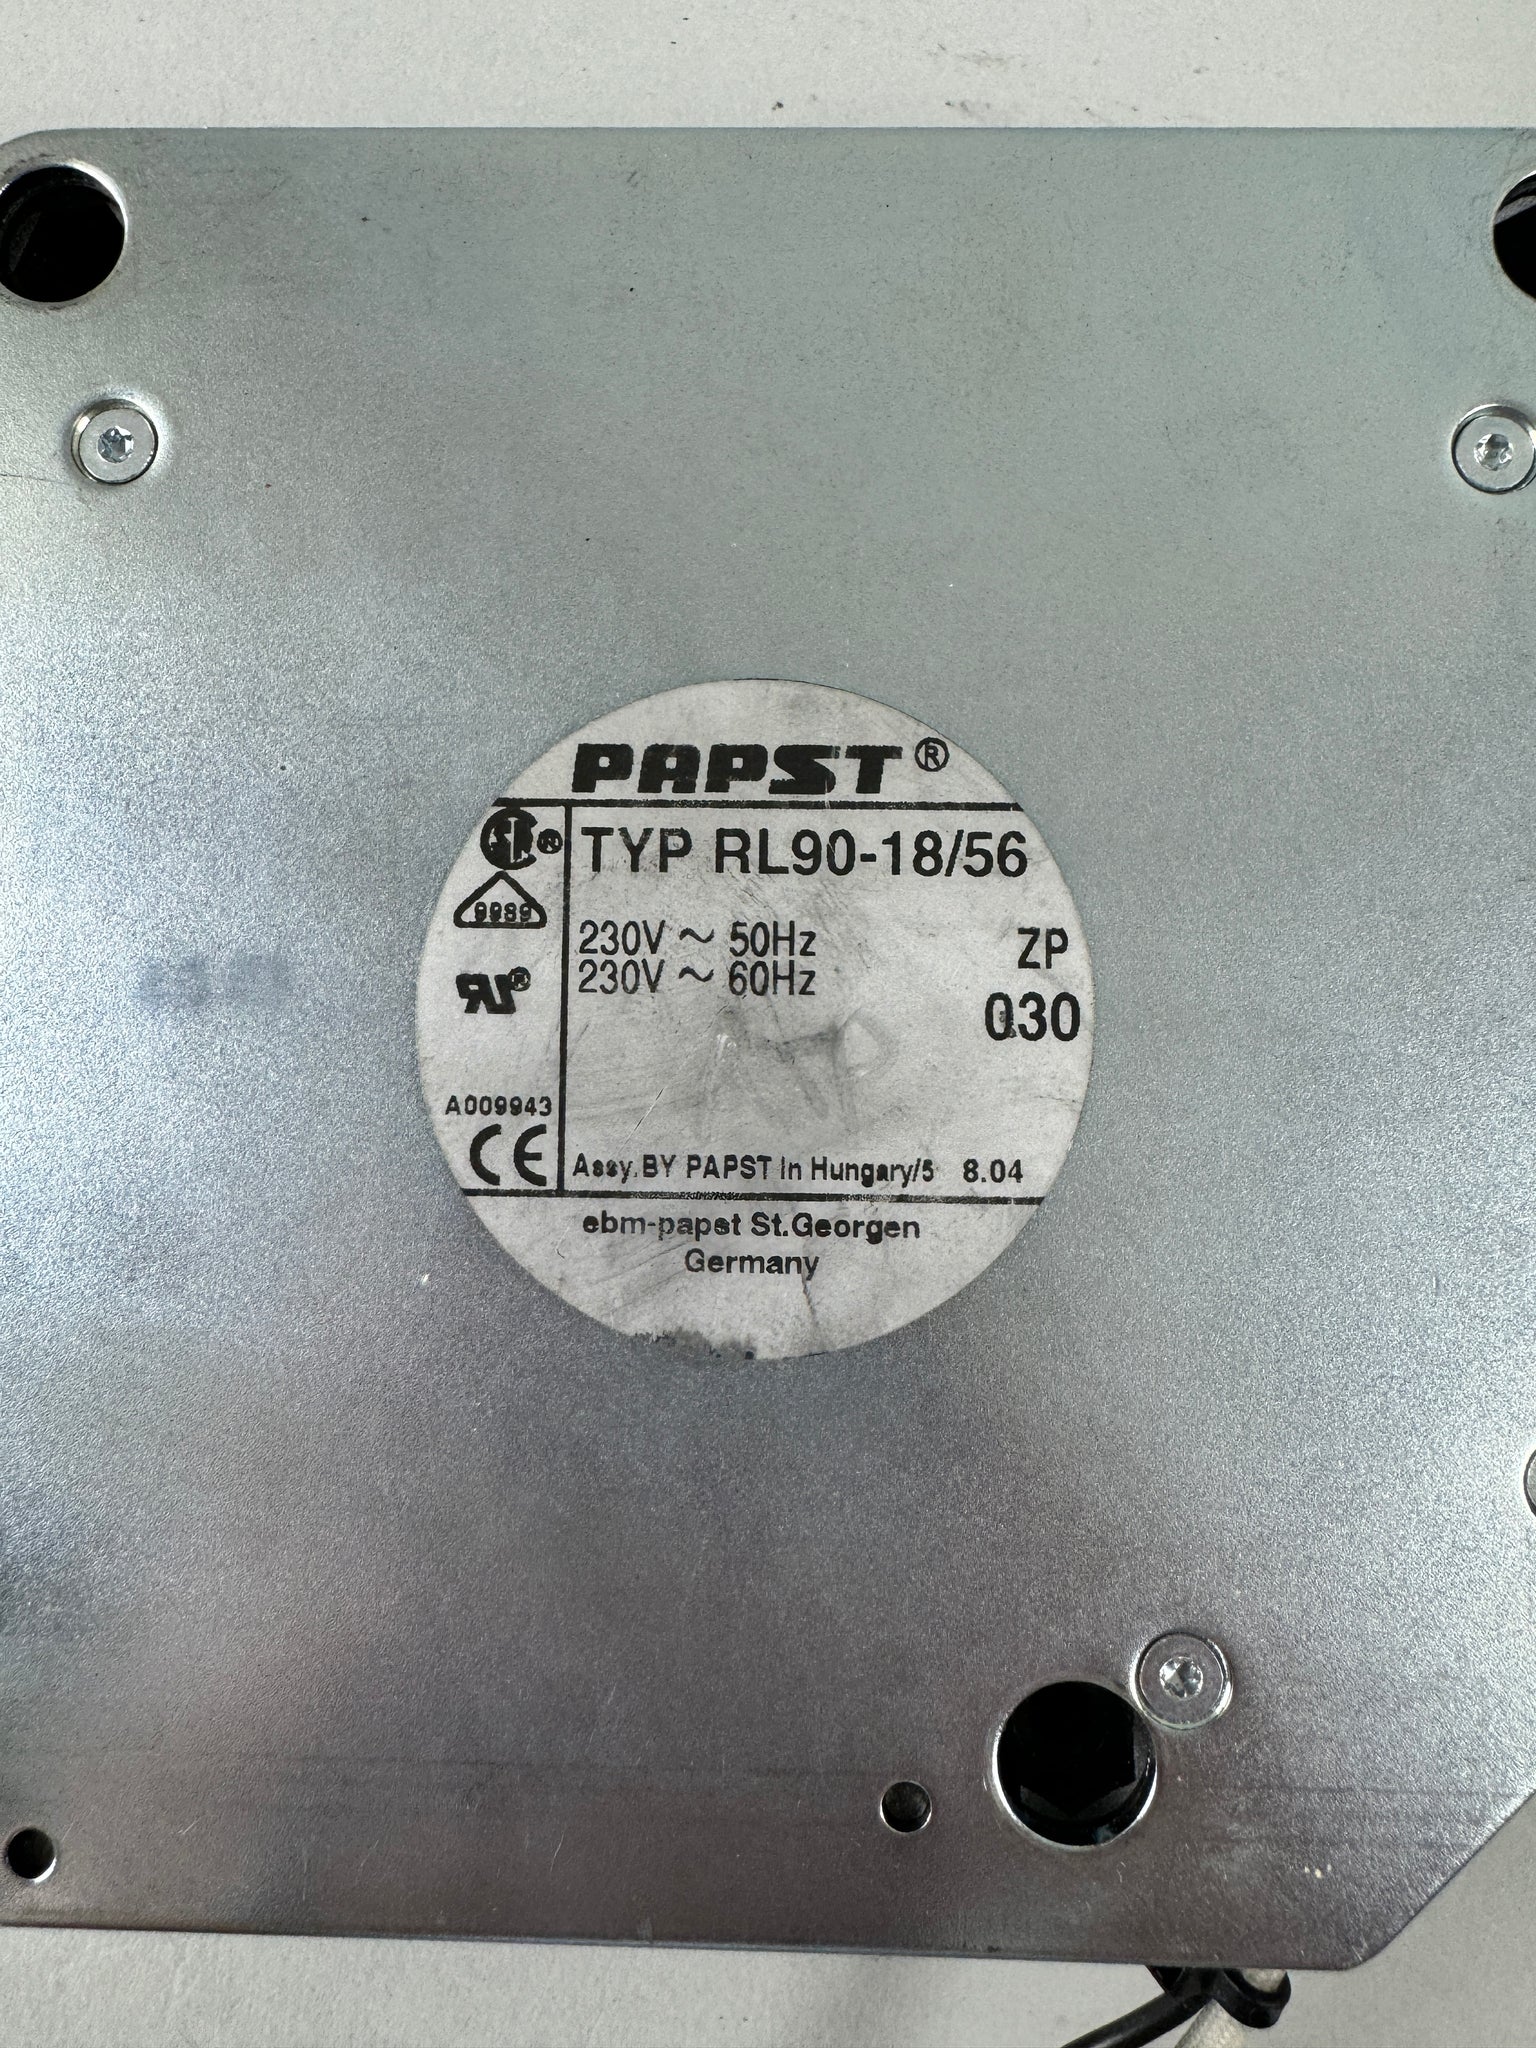 PAPST®
TYP RL90-18/56
9989
230V ~ 50Hz
230V ~ 60Hz
ZP
030
A009943
CE
Assy.BY PAPST in Hungary/5 8.04
ebm-papst St.Georgen
Germany